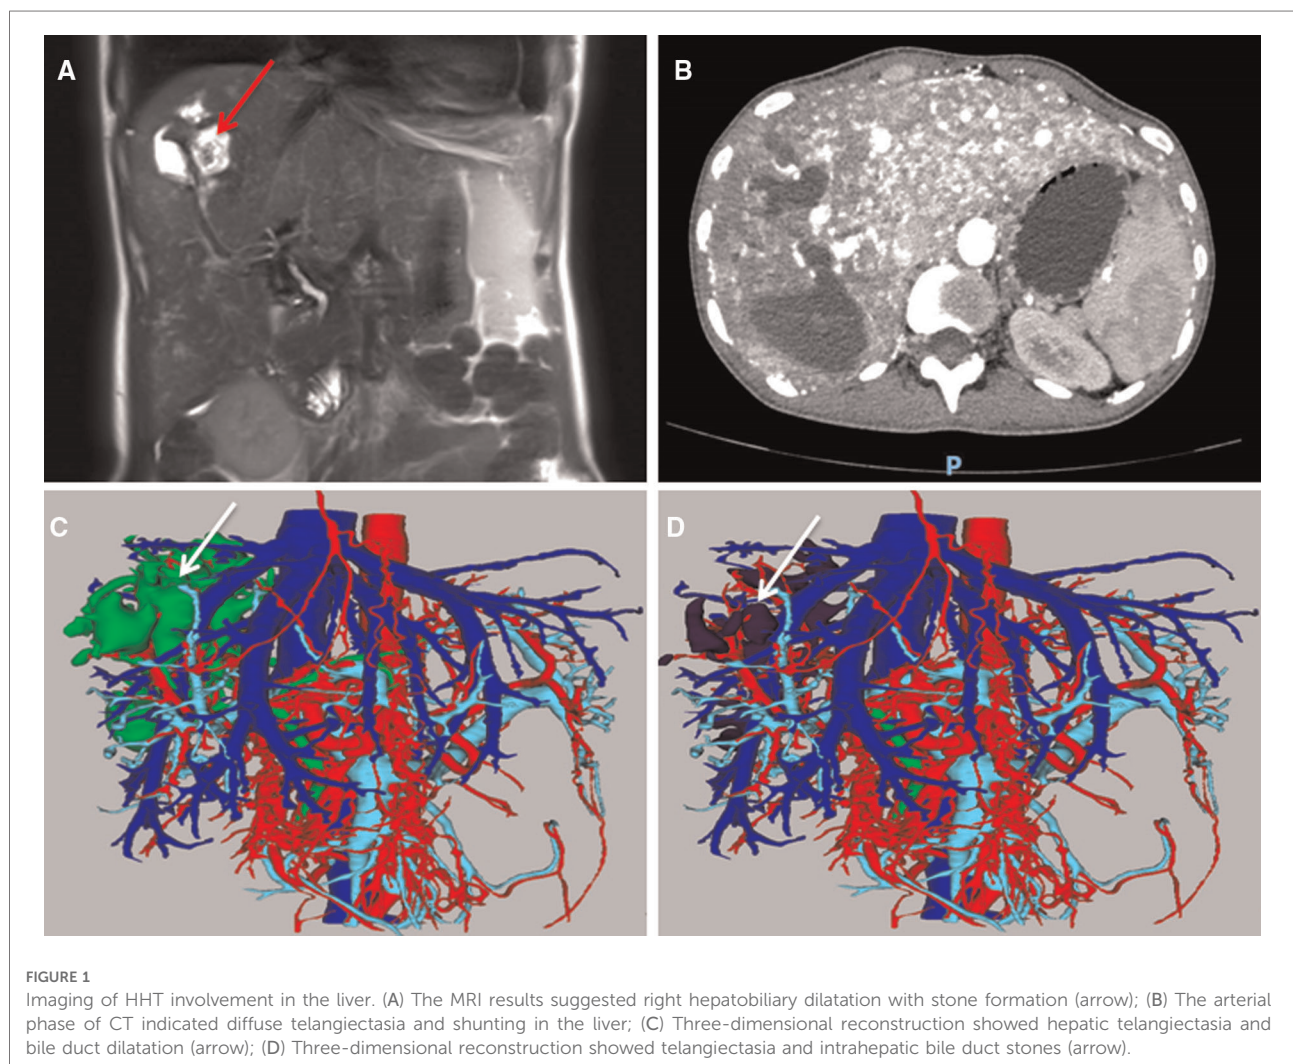 A
B
P
C
D
FIGURE 1
Imaging of HHT involvement in the liver. (A) The MRI results suggested right hepatobiliary dilatation with stone formation (arrow); (B) The arterial
phase of CT indicated diffuse telangiectasia and shunting in the liver; (C) Three-dimensional reconstruction showed hepatic telangiectasia and
bile duct dilatation (arrow); (D) Three-dimensional reconstruction showed telangiectasia and intrahepatic bile duct stones (arrow).